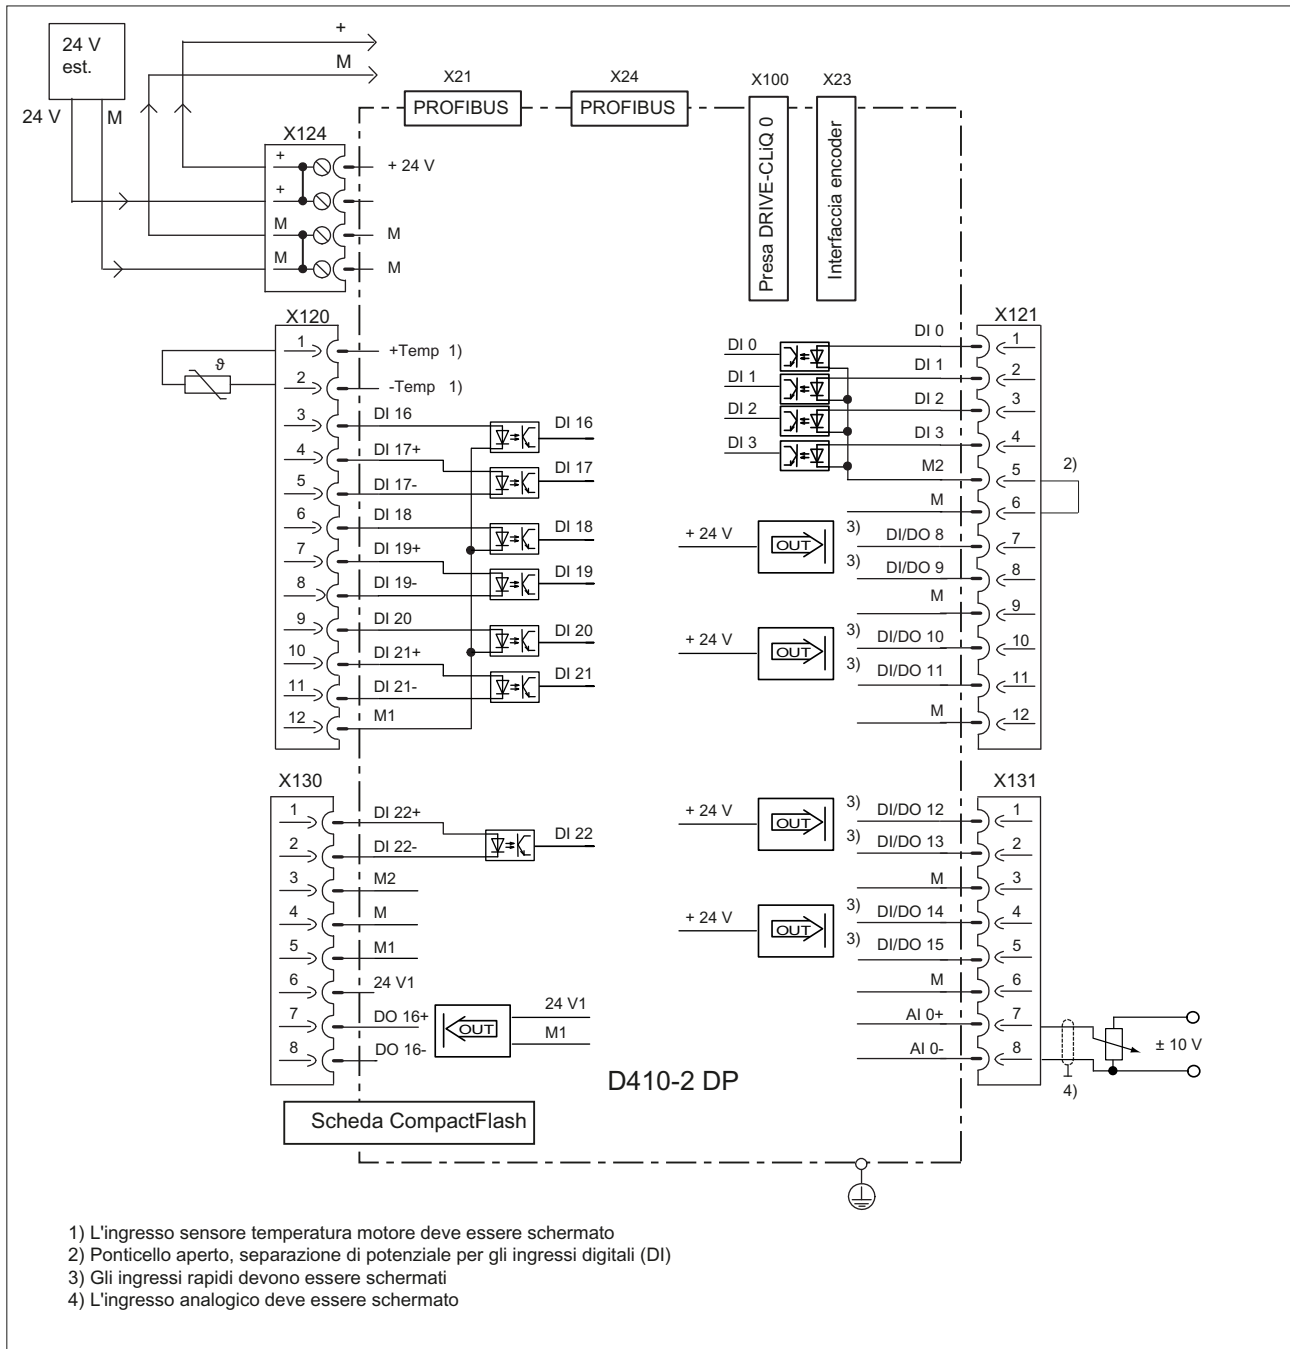 24 V
est.
+
M
24 V
M
X21
PROFIBUS
X24
PROFIBUS
X100
Presa DRIVE-CLiQ 0
X23
Interfaccia encoder
X124
+
+ 24 V
+
M
M
M
M
X120
1
+Temp 1)
ϑ
2
-Temp 1)
3
DI 16
DI 16
4
DI 17+
DI 17
5
DI 17-
6
DI 18
DI 18
7
DI 19+
DI 19
8
DI 19-
9
DI 20
DI 20
10
DI 21+
DI 21
11
DI 21-
12
M1
X121
DI 0
DI 0
1
DI 1
DI 1
2
DI 2
DI 2
3
DI 3
DI 3
4
M2
5
2)
M
6
+ 24 V
OUT
3)
DI/DO 8
7
3)
DI/DO 9
8
M
9
+ 24 V
OUT
3)
DI/DO 10
10
3)
DI/DO 11
11
M
12
X130
1
DI 22+
DI 22
2
DI 22-
3
M2
4
M
5
M1
6
24 V1
7
DO 16+
OUT
24 V1
M1
8
DO 16-
X131
+ 24 V
OUT
3)
DI/DO 12
1
3)
DI/DO 13
2
M
3
+ 24 V
OUT
3)
DI/DO 14
4
3)
DI/DO 15
5
M
6
AI 0+
7
± 10 V
AI 0-
8
4)
D410-2 DP
Scheda CompactFlash
1) L'ingresso sensore temperatura motore deve essere schermato
2) Ponticello aperto, separazione di potenziale per gli ingressi digitali (DI)
3) Gli ingressi rapidi devono essere schermati
4) L'ingresso analogico deve essere schermato